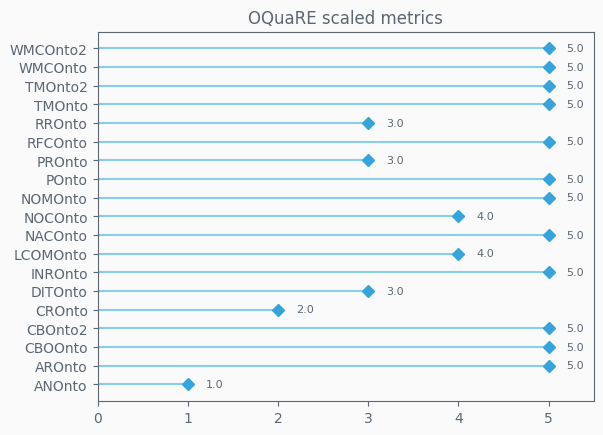 OQuaRE scaled metrics
WMCOnto2 5.0
WMCOnto 5.0
TMOnto2 5.0
TMOnto 5.0
RROnto 3.0
RFCOnto 5.0
PROnto 3.0
POnto 5.0
NOMOnto 5.0
NOCOnto 4.0
NACOnto 5.0
LCOMOnto 4.0
INROnto 5.0
DITOnto 3.0
CROnto 2.0
CBOnto2 5.0
CBOOnto 5.0
AROnto 5.0
ANOnto 1.0
0 1 2 3 4 5